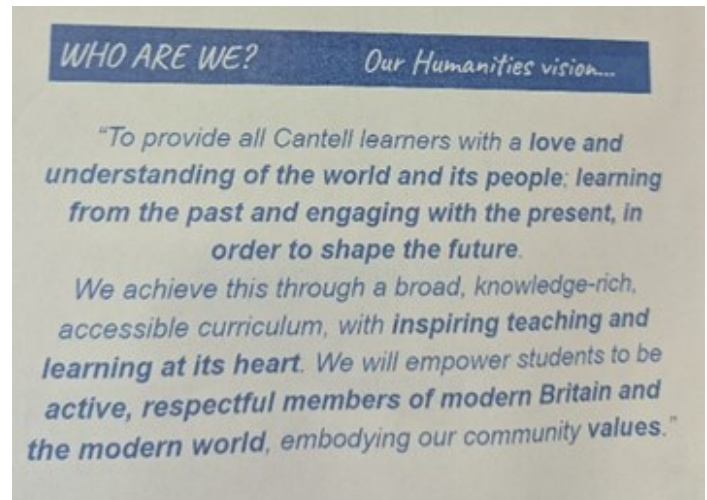 WHO ARE WE? Our Humanities vision...
"To provide all Cantell learners with a love and
understanding of the world and its people; learning
from the past and engaging with the present, in
order to shape the future.
We achieve this through a broad, knowledge-rich,
accessible curriculum, with inspiring teaching and
learning at its heart. We will empower students to be
active, respectful members of modern Britain and
the modern world, embodying our community values."